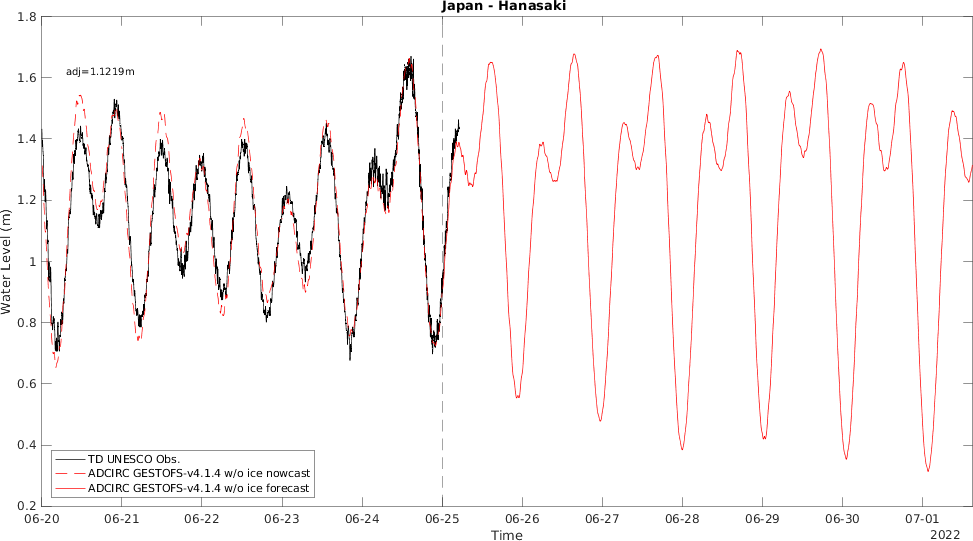 Japan - Hanasaki
1.8
1.6
1.4
1.2
1
0.8
0.6
0.4
0.2
Water Level (m)
adj=1.1219m
TD UNESCO Obs.
ADCIRC GESTOFS-v4.1.4 w/o ice nowcast
ADCIRC GESTOFS-v4.1.4 w/o ice forecast
06-20 06-21 06-22 06-23 06-24 06-25 06-26 06-27 06-28 06-29 06-30 07-01
Time
2022